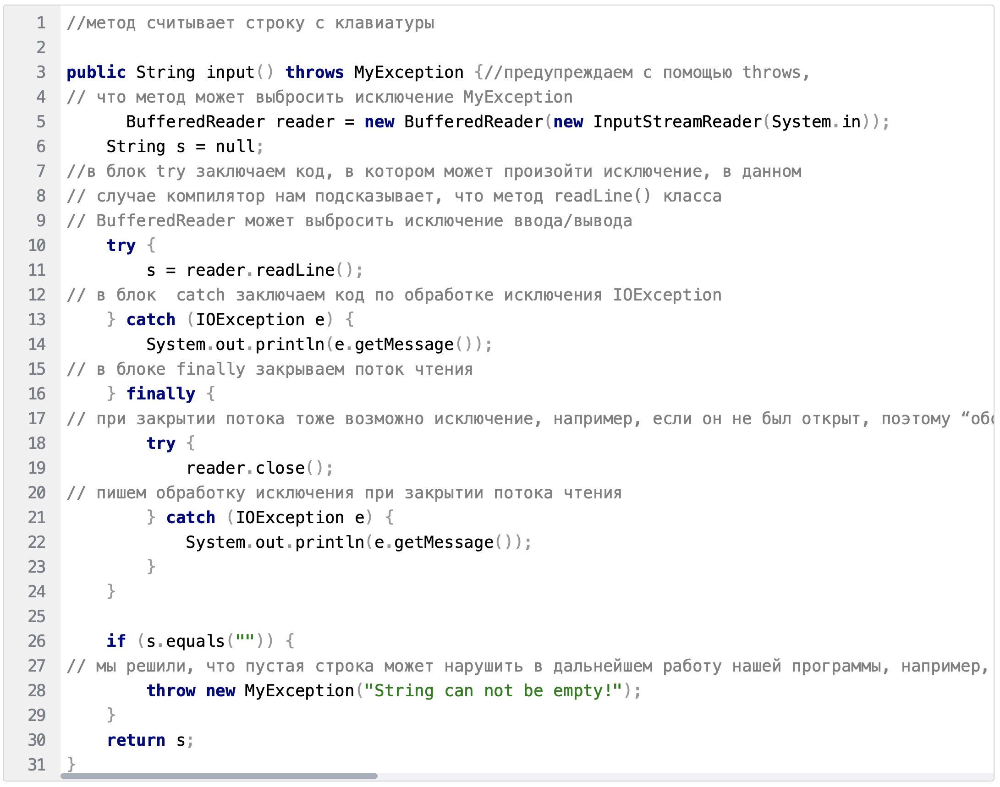 1 //метод считывает строку с клавиатуры
2
3 public String input() throws MyException {//предупреждаем с помощью throws,
4 // что метод может выбросить исключение MyException
5       BufferedReader reader = new BufferedReader(new InputStreamReader(System.in));
6     String s = null;
7 //в блок try заключаем код, в котором может произойти исключение, в данном
8 // случае компилятор нам подсказывает, что метод readLine() класса
9 // BufferedReader может выбросить исключение ввода/вывода
10     try {
11         s = reader.readLine();
12 // в блок  catch заключаем код по обработке исключения IOException
13     } catch (IOException e) {
14         System.out.println(e.getMessage());
15 // в блоке finally закрываем поток чтения
16     } finally {
17 // при закрытии потока тоже возможно исключение, например, если он не был открыт, поэтому
18         try {
19             reader.close();
20 // пишем обработку исключения при закрытии потока чтения
21         } catch (IOException e) {
22             System.out.println(e.getMessage());
23         }
24     }
25
26     if (s.equals("")) {
27 // мы решили, что пустая строка может нарушить в дальнейшем работу нашей программы, например,
28         throw new MyException("String can not be empty!");
29     }
30     return s;
31 }